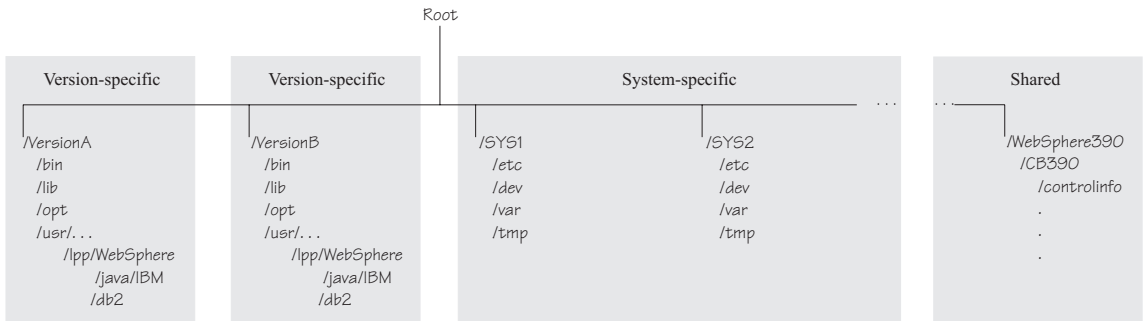 Root
Version-specific
/VersionA
/bin
/lib
/opt
/usr/. . .
/lpp/WebSphere
/java/IBM
/db2
Version-specific
/VersionB
/bin
/lib
/opt
/usr/. . .
/lpp/WebSphere
/java/IBM
/db2
System-specific
/SYS1
/etc
/dev
/var
/tmp
/SYS2
/etc
/dev
/var
/tmp
. . .
. . .
Shared
/WebSphere390
/CB390
/controlinfo
.
.
.